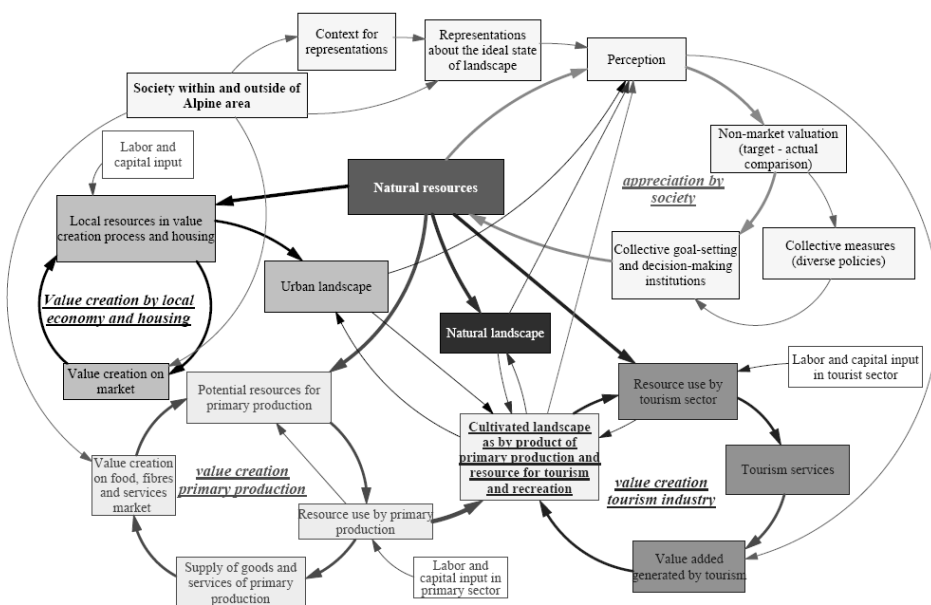 Context for
representations
Representations
about the ideal state
of landscape
Perception
Society within and outside of
Alpine area
Labor and
capital input
Non-market valuation
(target - actual
comparison)
Natural resources
appreciation by
society
Local resources in value
creation process and housing
Collective goal-setting
and
decision-making
institutions
Collective measures
(diverse policies)
Urban landscape
Value creation by local
economy and housing
Natural landscape
Value creation on
market
Potential resources for
primary production
Resource use by
tourism sector
Labor and capital input
in tourist sector
Cultivated landscape
as by product of
primary production and
resource for tourism
and recreation
Value creation
on food, fibres
and services
market
value creation
primary production
Tourism services
value creation
tourism industry
Resource use by primary
production
Supply of goods and
services of primary
production
Labor and
capital input in
primary sector
Value added
generated by tourism